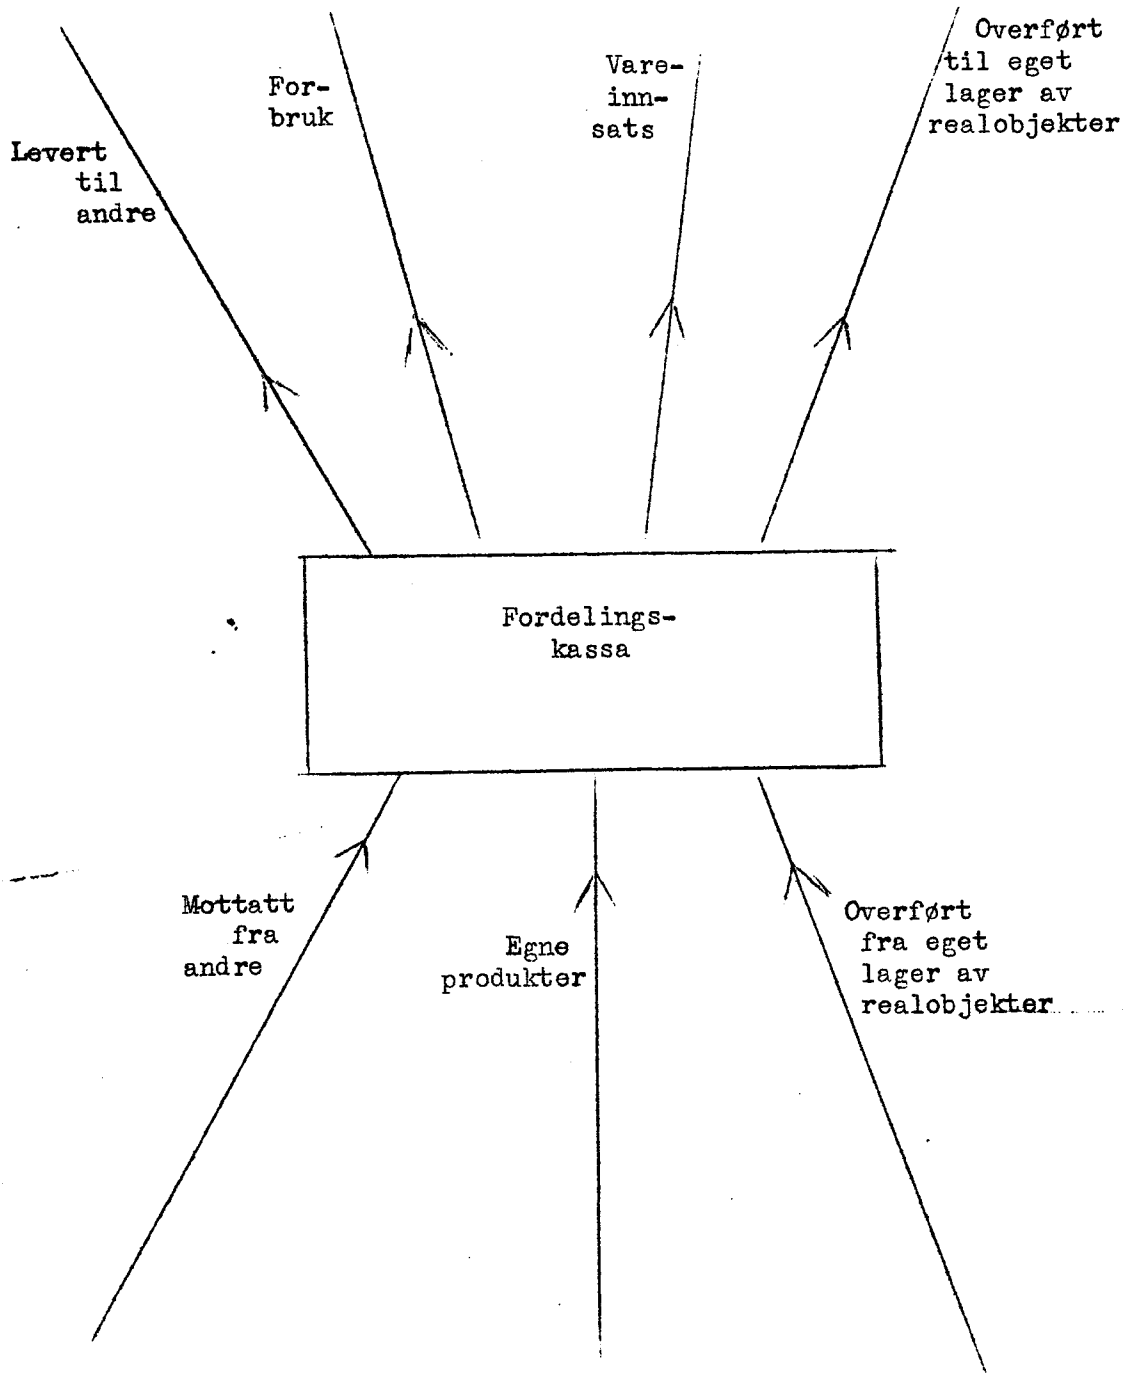 Levert
til
andre
For-
bruk
Vare-
inn-
sats
Overført
til eget
lager av
realobjekter
Fordelings-
kassa
Mottatt
fra
andre
Egne
produkter
Overført
fra eget
lager av
realobjekter